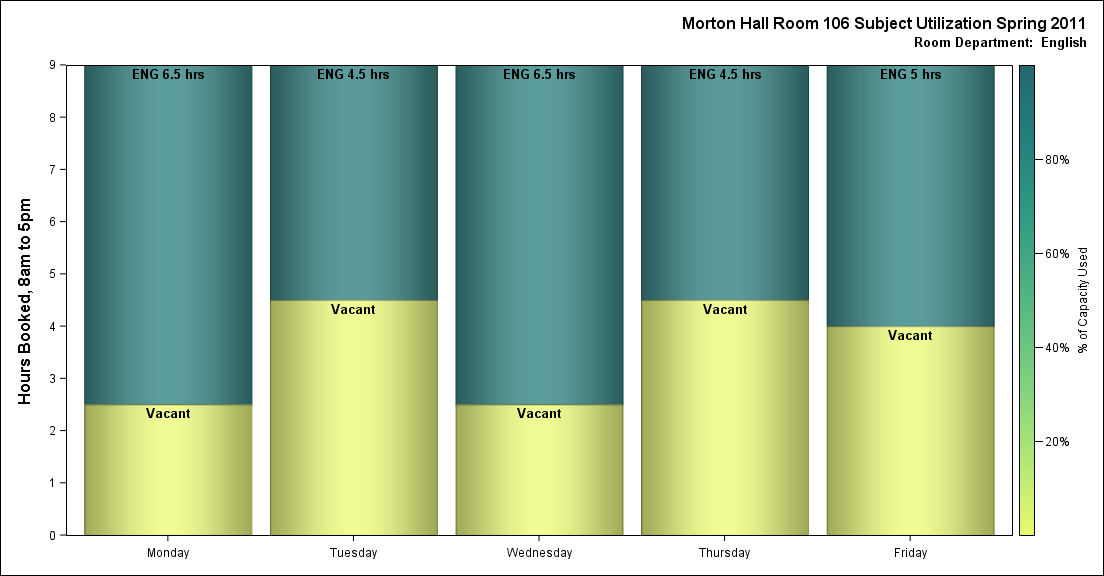 Morton Hall Room 106 Subject Utilization Spring 2011
Room Department: English
Hours Booked, 8am to 5pm
9
8
7
6
5
4
3
2
1
0
ENG 6.5 hrs
ENG 4.5 hrs
ENG 6.5 hrs
ENG 4.5 hrs
ENG 5 hrs
Vacant
Vacant
Vacant
Vacant
Vacant
Monday
Tuesday
Wednesday
Thursday
Friday
80%
60%
40%
20%
% of Capacity Used